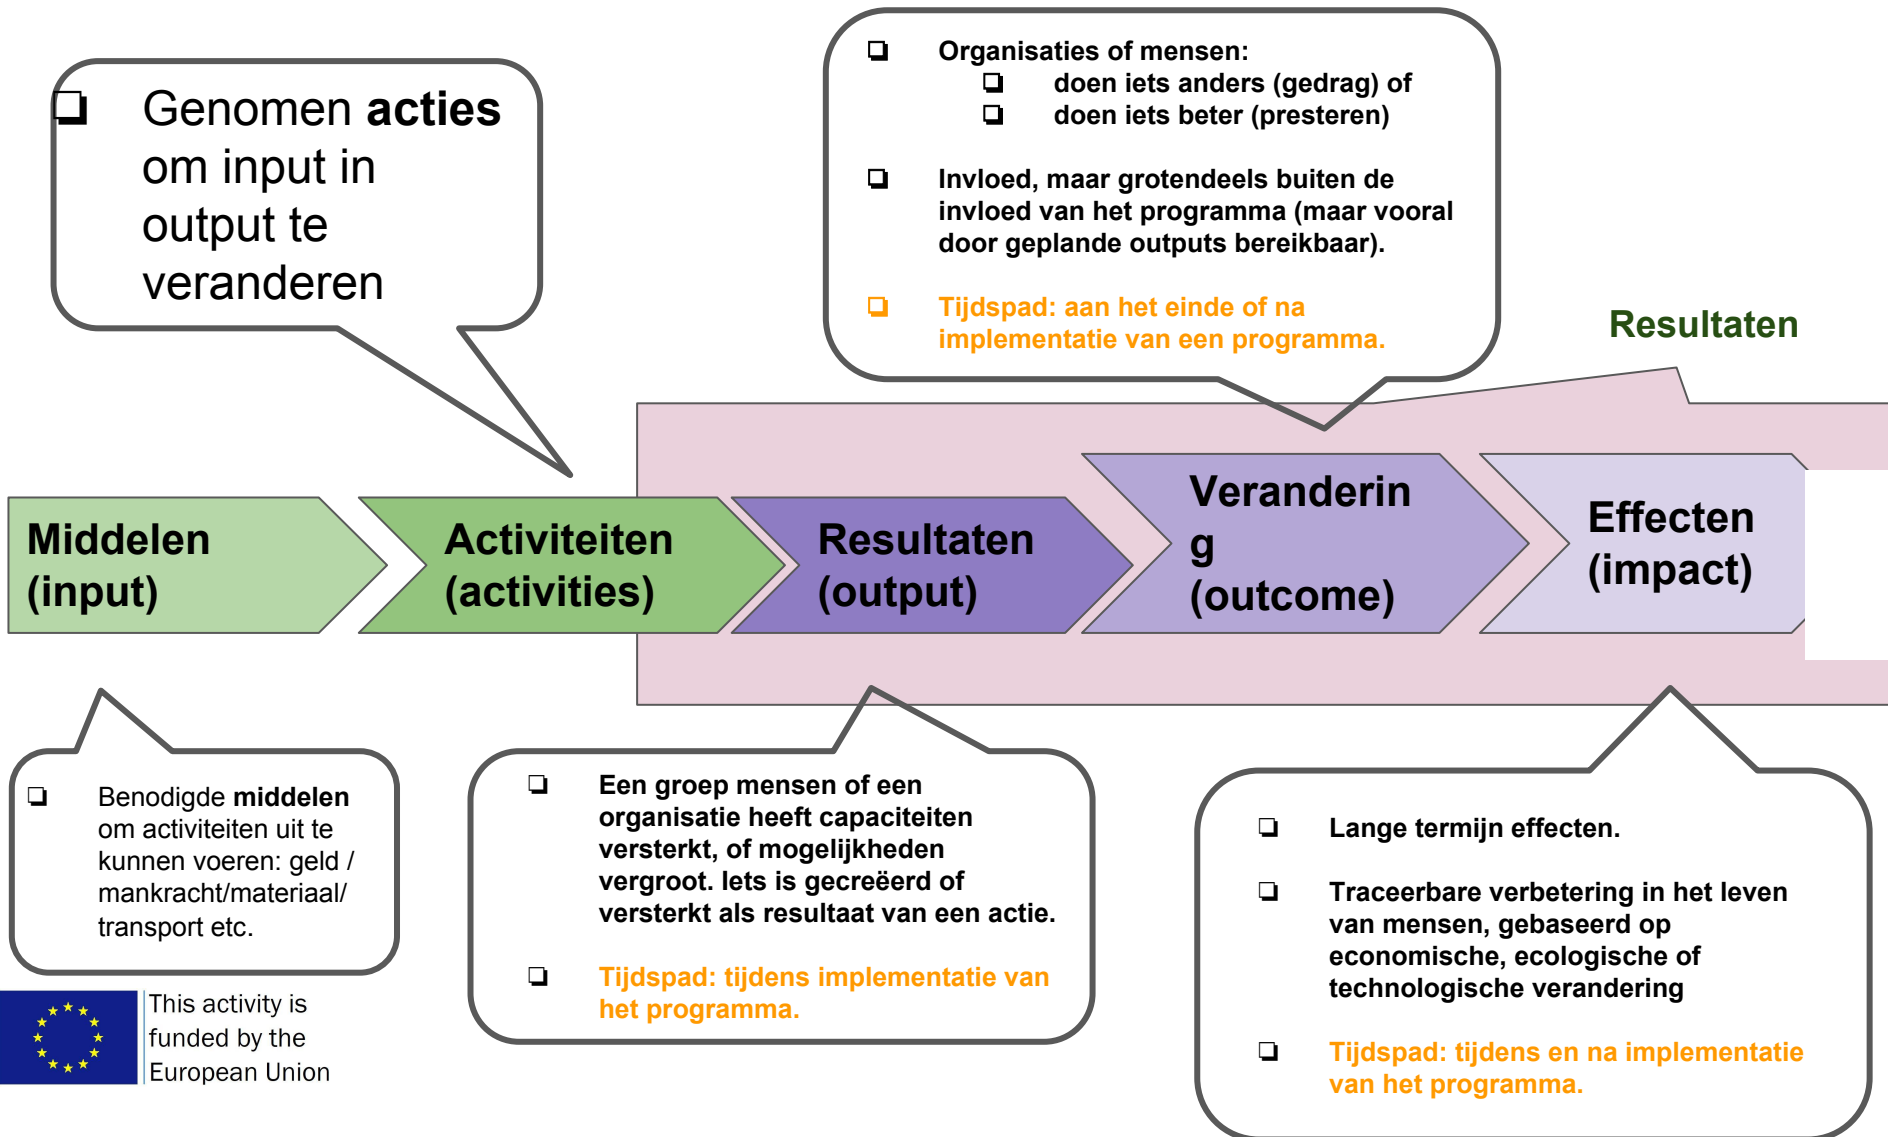 ❏ Genomen acties
om input in
output te
veranderen
❏ Organisaties of mensen:
❏ doen iets anders (gedrag) of
❏ doen iets beter (presteren)
❏ Invloed, maar grotendeels buiten de
invloed van het programma (maar vooral
door geplande outputs bereikbaar).
❏ Tijdspad: aan het einde of na
implementatie van een programma.
Resultaten
Middelen
(input)
Activiteiten
(activities)
Resultaten
(output)
Veranderin
g
(outcome)
Effecten
(impact)
❏ Benodigde middelen
om activiteiten uit te
kunnen voeren: geld /
mankracht/materiaal/
transport etc.
❏ Een groep mensen of een
organisatie heeft capaciteiten
versterkt, of mogelijkheden
vergroot. Iets is gecreëerd of
versterkt als resultaat van een actie.
❏ Tijdspad: tijdens implementatie van
het programma.
❏ Lange termijn effecten.
❏ Traceerbare verbetering in het leven
van mensen, gebaseerd op
economische, ecologische of
technologische verandering
❏ Tijdspad: tijdens en na implementatie
van het programma.
This activity is
funded by the
European Union